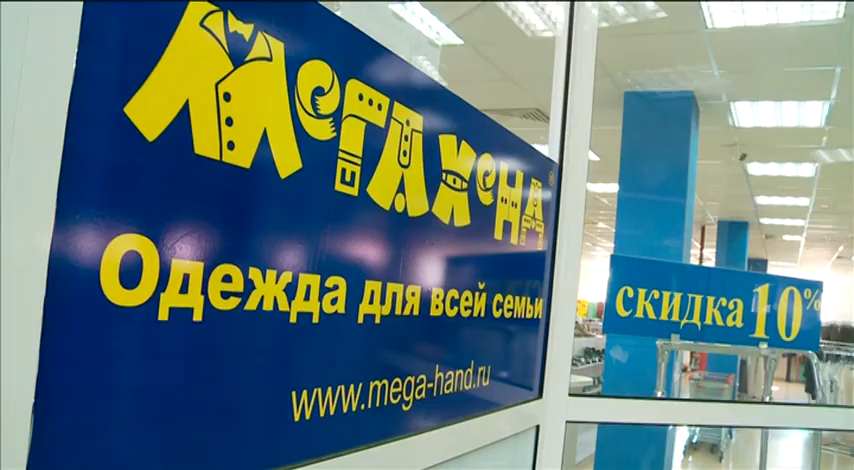 МЕГАХЕНД®
Одежда для всей семьи
www.mega-hand.ru
скидка 10%